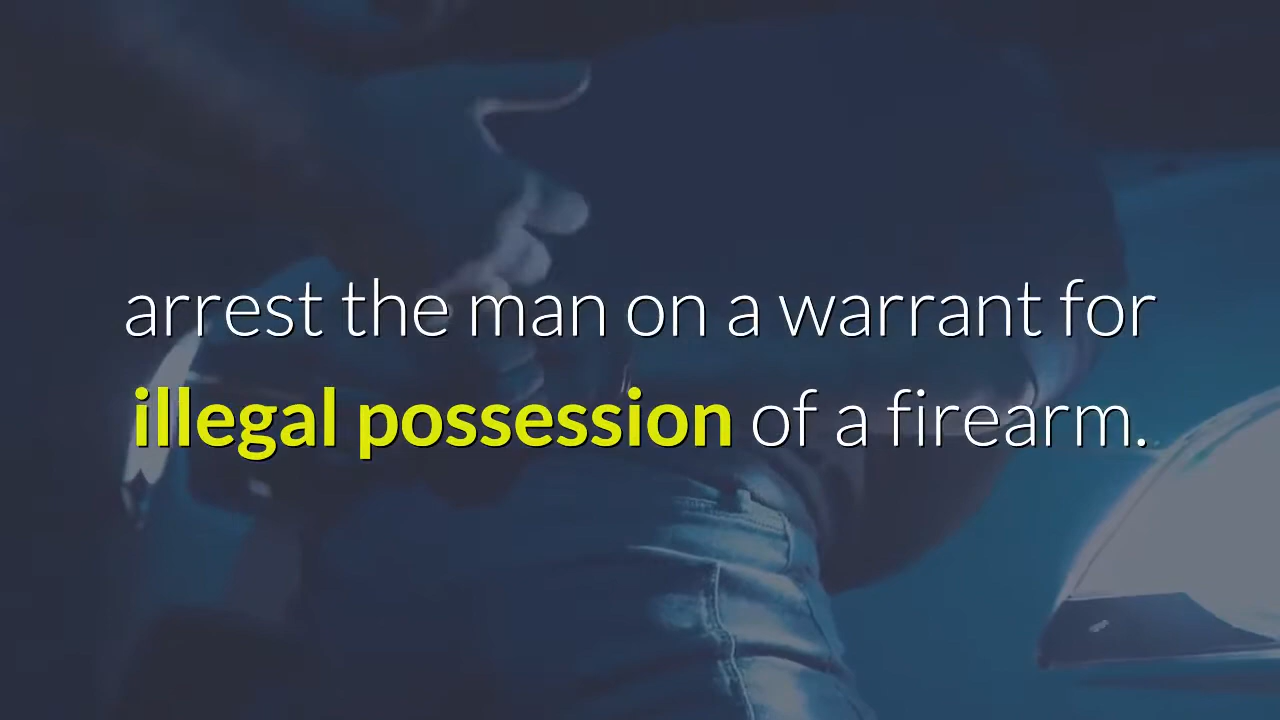 arrest the man on a warrant for
illegal possession of a firearm.